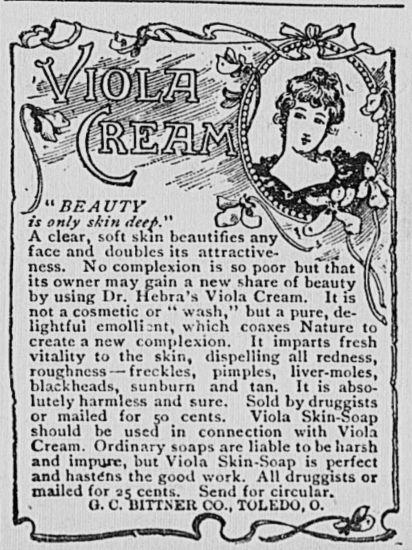 VIOLA
CREAM
"BEAUTY
is only skin deep."
A clear, soft skin beautifies any
face and doubles its attractive-
ness. No complexion is so poor but that
its owner may gain a new share of beauty
by using Dr. Hebra's Viola Cream. It is
not a cosmetic or "wash," but a pure, de-
lightful emollient, which coaxes Nature to
create a new complexion. It imparts fresh
vitality to the skin, dispelling all redness,
roughness—freckles, pimples, liver-moles,
blackheads, sunburn and tan. It is abso-
lutely harmless and sure. Sold by druggists
or mailed for 50 cents. Viola Skin-Soap
should be used in connection with Viola
Cream. Ordinary soaps are liable to be harsh
and impure, but Viola Skin-Soap is perfect
and hastens the good work. All druggists or
mailed for 25 cents. Send for circular.
G. C. BITTNER CO., TOLEDO, O.